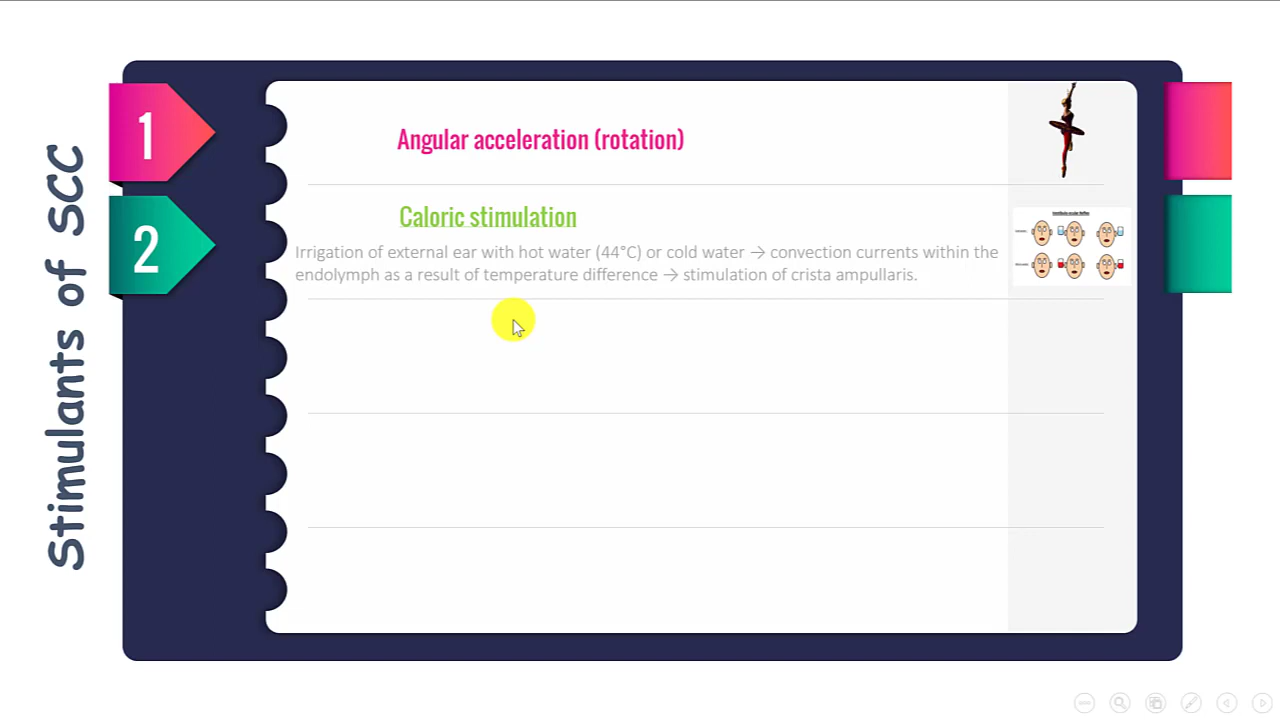 Stimulants of SCC
1
Angular acceleration (rotation)
2
Caloric stimulation
Irrigation of external ear with hot water (44°C) or cold water → convection currents within the
endolymph as a result of temperature difference → stimulation of crista ampullaris.